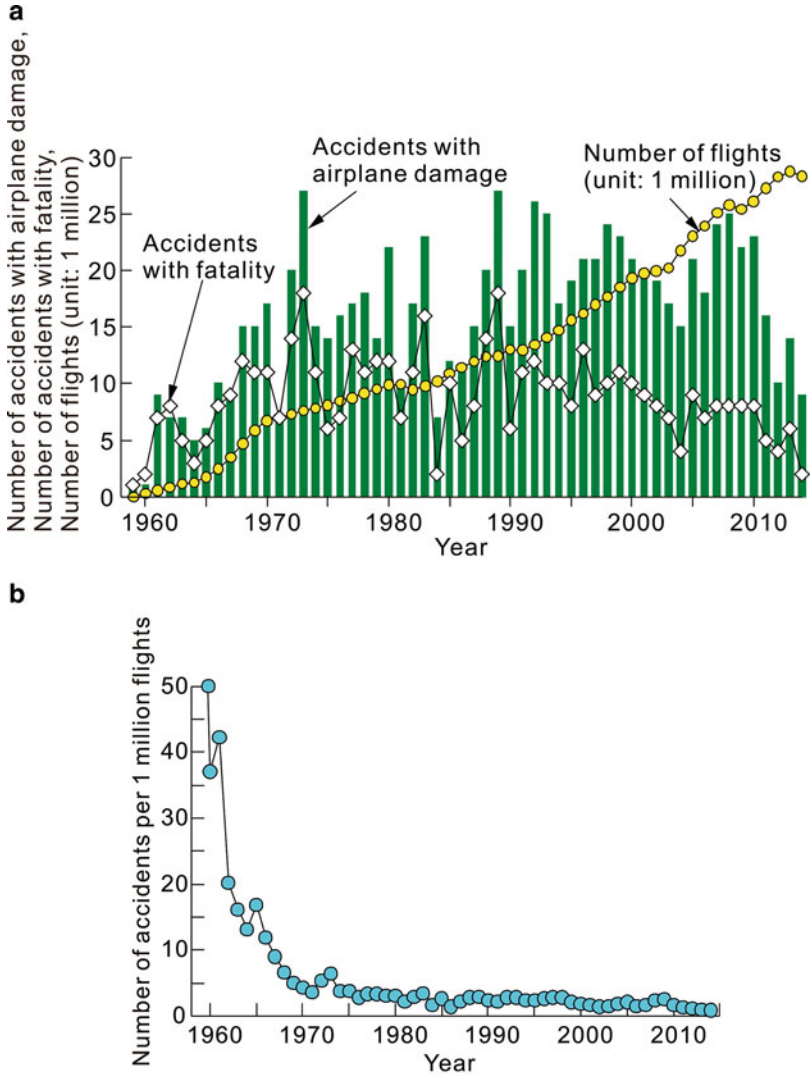 a
Number of accidents with airplane damage,
Number of accidents with fatality,
Number of flights (unit: 1 million)
30
25
20
15
10
5
0
Accidents with
airplane damage
Number of flights
(unit: 1 million)
Accidents
with fatality
1960
1970
1980
1990
2000
2010
Year
b
Number of accidents per 1 million flights
50
40
30
20
10
0
1960
1970
1980
1990
2000
2010
Year